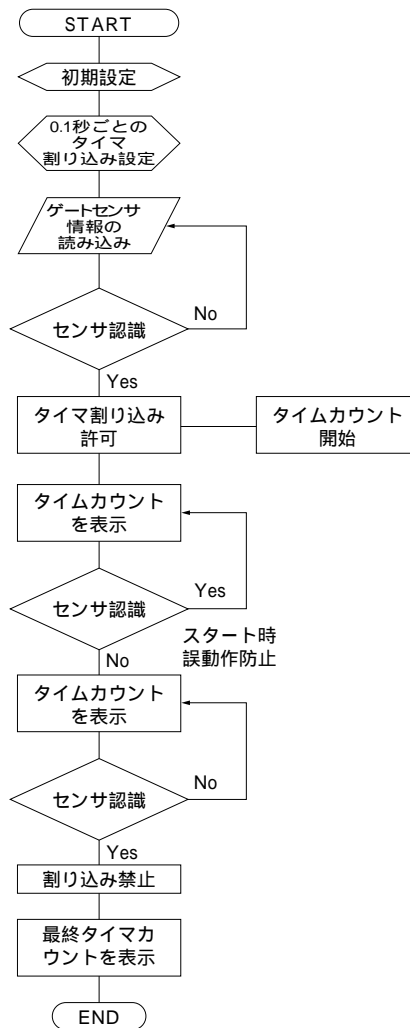 START
初期設定
0.1秒ごとの
タイマ
割り込み設定
ゲートセンサ
情報の
読み込み
No
センサ認識
Yes
タイマ割り込み
許可
タイムカウント
開始
タイムカウント
を表示
Yes
センサ認識
スタート時
誤動作防止
No
タイムカウント
を表示
No
センサ認識
Yes
割り込み禁止
最終タイマカ
ウントを表示
END